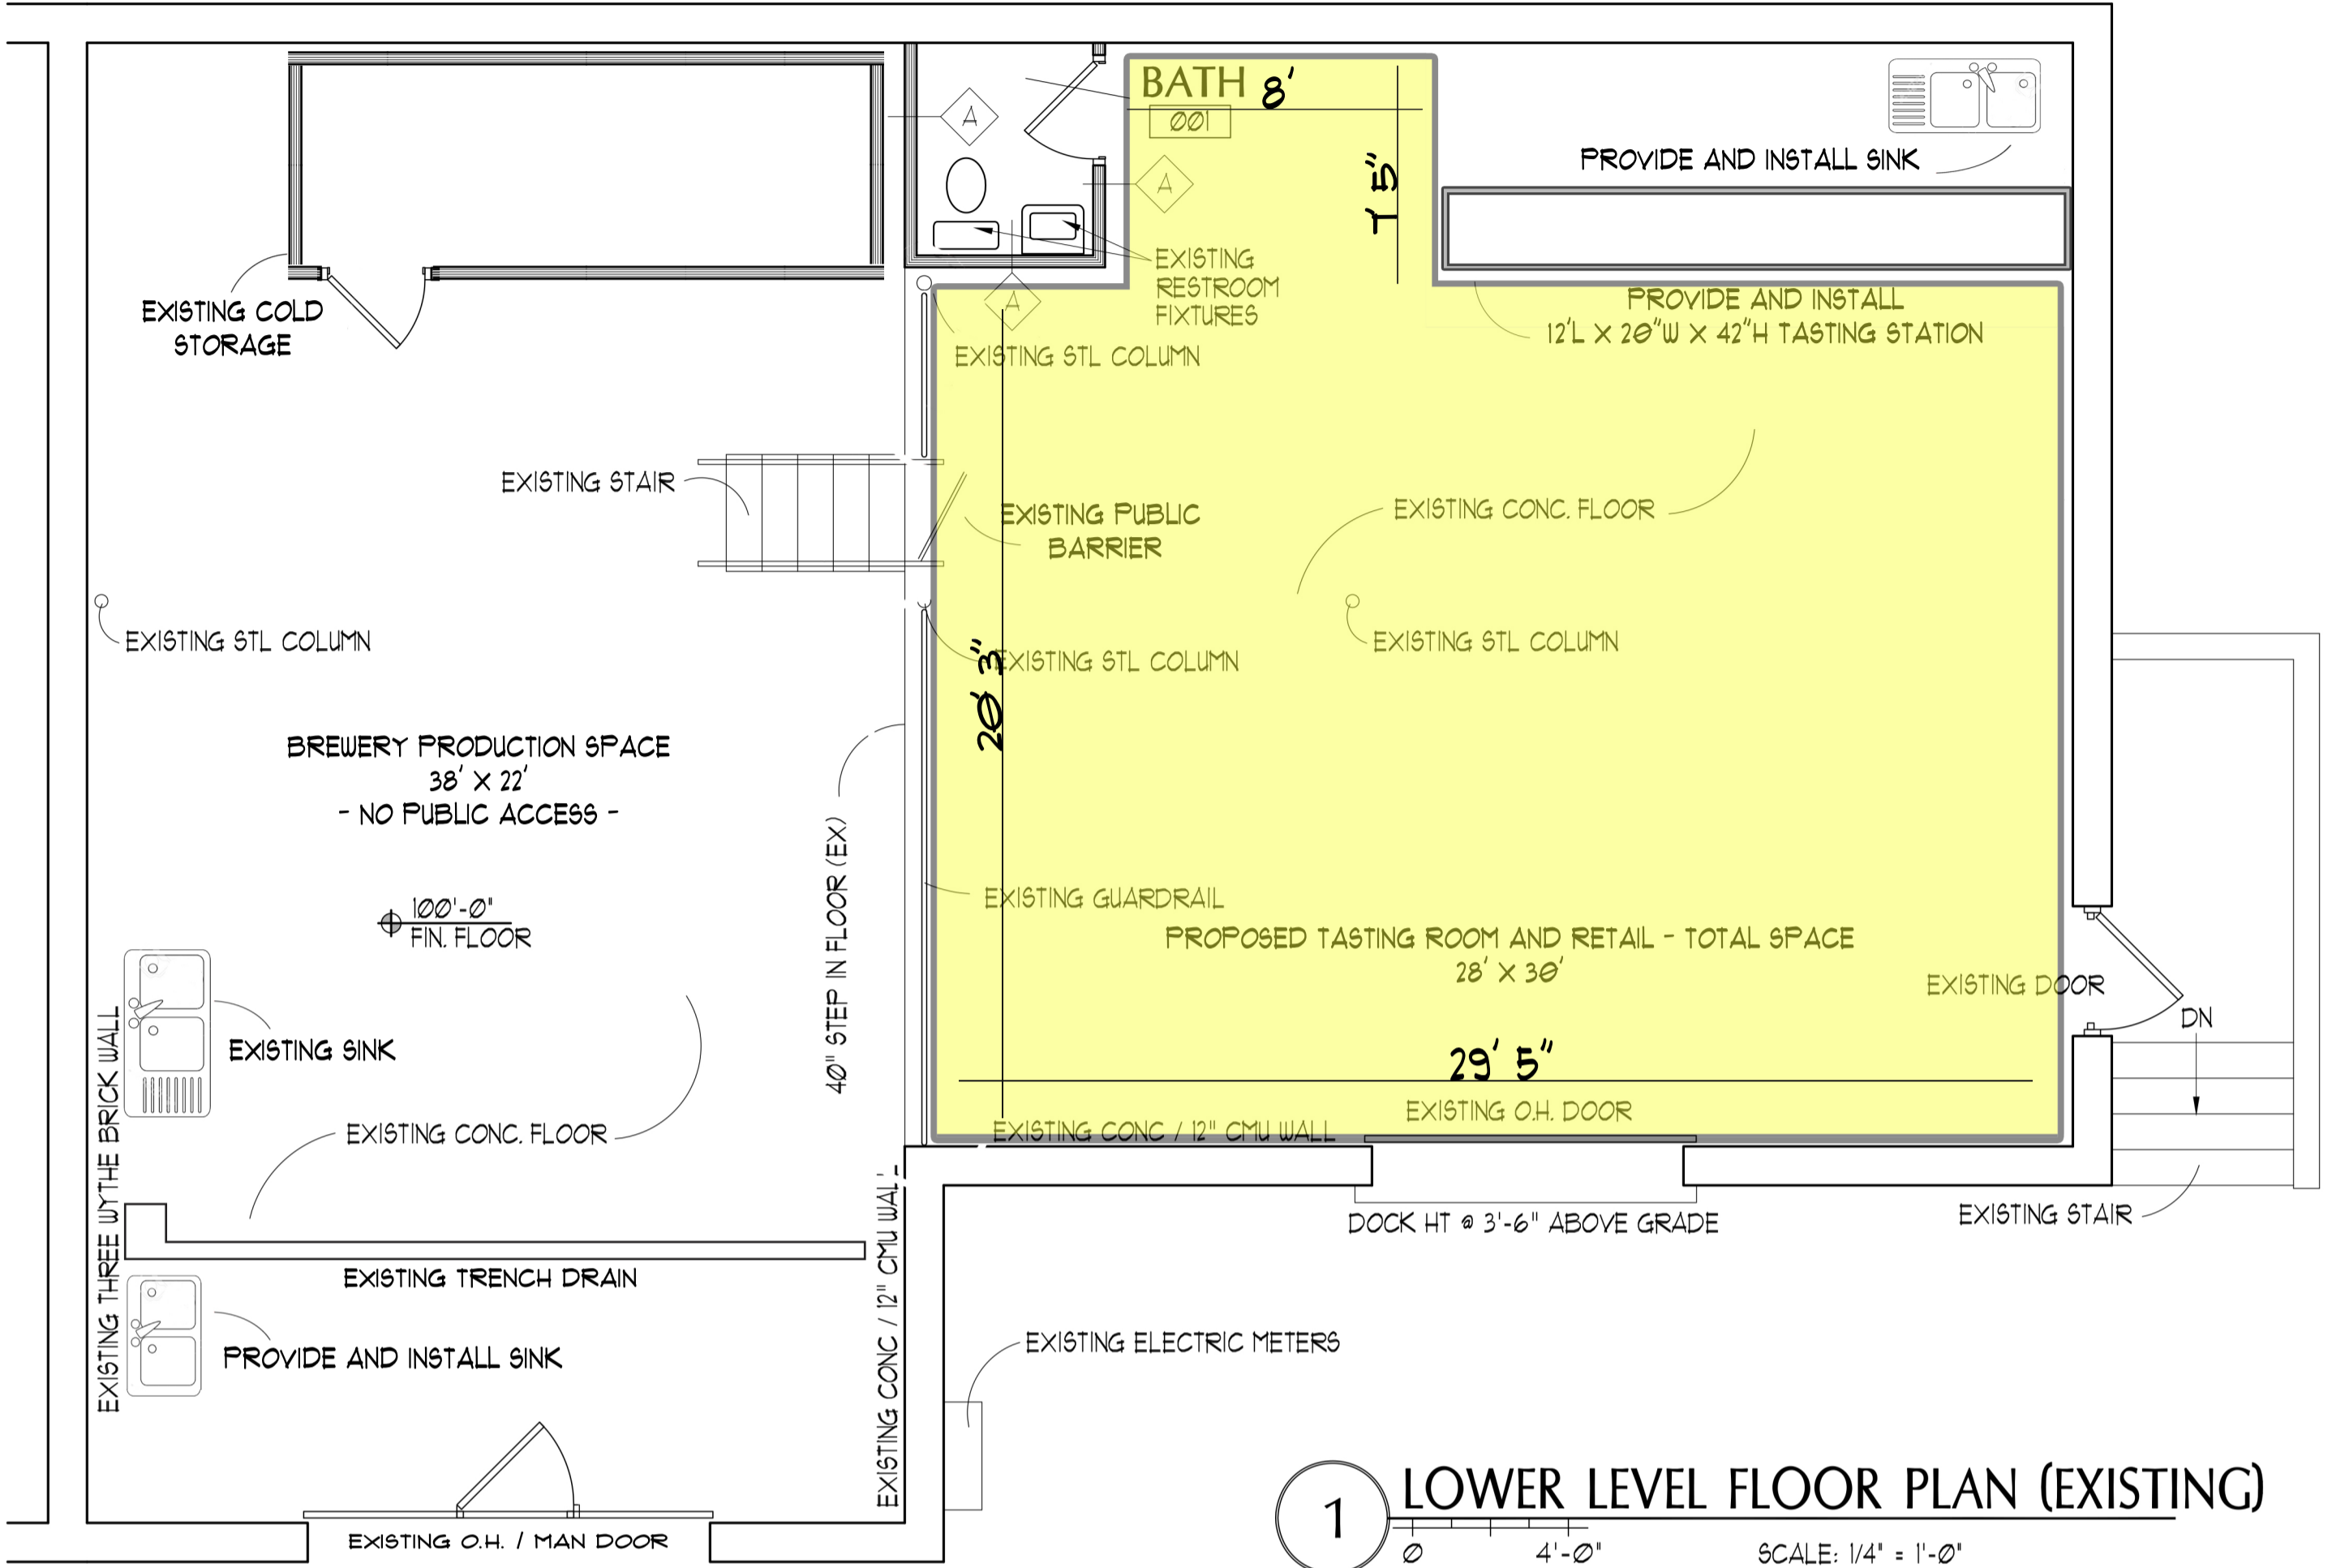 BATH 8'
001
A
A
A
PROVIDE AND INSTALL SINK
EXISTING
RESTROOM
FIXTURES
EXISTING COLD
STORAGE
PROVIDE AND INSTALL
12'L X 20"W X 42"H TASTING STATION
EXISTING STL COLUMN
EXISTING STAIR
EXISTING PUBLIC
BARRIER
EXISTING CONC. FLOOR
EXISTING STL COLUMN
EXISTING STL COLUMN
EXISTING STL COLUMN
20' 3"
BREWERY PRODUCTION SPACE
38' X 22'
- NO PUBLIC ACCESS -
40" STEP IN FLOOR (EX)
EXISTING GUARDRAIL
100'-0"
FIN. FLOOR
PROPOSED TASTING ROOM AND RETAIL - TOTAL SPACE
28' X 30'
EXISTING DOOR
DN
EXISTING SINK
29' 5"
EXISTING O.H. DOOR
EXISTING CONC / 12" CMU WALL
EXISTING CONC. FLOOR
EXISTING THREE WYTHE BRICK WALL
EXISTING CONC / 12" CMU WAL
DOCK HT @ 3'-6" ABOVE GRADE
EXISTING STAIR
EXISTING TRENCH DRAIN
PROVIDE AND INSTALL SINK
EXISTING ELECTRIC METERS
EXISTING O.H. / MAN DOOR
1
LOWER LEVEL FLOOR PLAN (EXISTING)
0 4'-0" SCALE: 1/4" = 1'-0"